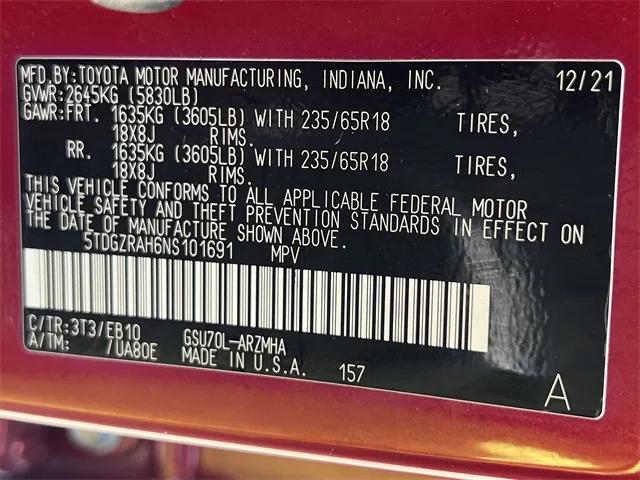 MFD.BY:TOYOTA MOTOR MANUFACTURING, INDIANA, INC. 12/21
GVWR:2645KG (5830LB)
GAWR:FRT. 1635KG (3605LB) WITH 235/65R18 TIRES,
18X8J RIMS.
RR. 1635KG (3605LB) WITH 235/65R18 TIRES,
18X8J RIMS.
THIS VEHICLE CONFORMS TO ALL APPLICABLE FEDERAL MOTOR
VEHICLE SAFETY AND THEFT PREVENTION STANDARDS IN EFFECT ON
THE DATE OF MANUFACTURE SHOWN ABOVE.
5TDGZRAH6NS101691 MPV
C/TR:3T3/EB10 GSU70L-ARZMHA
A/TM: /UA80E MADE IN U.S.A. 157
A